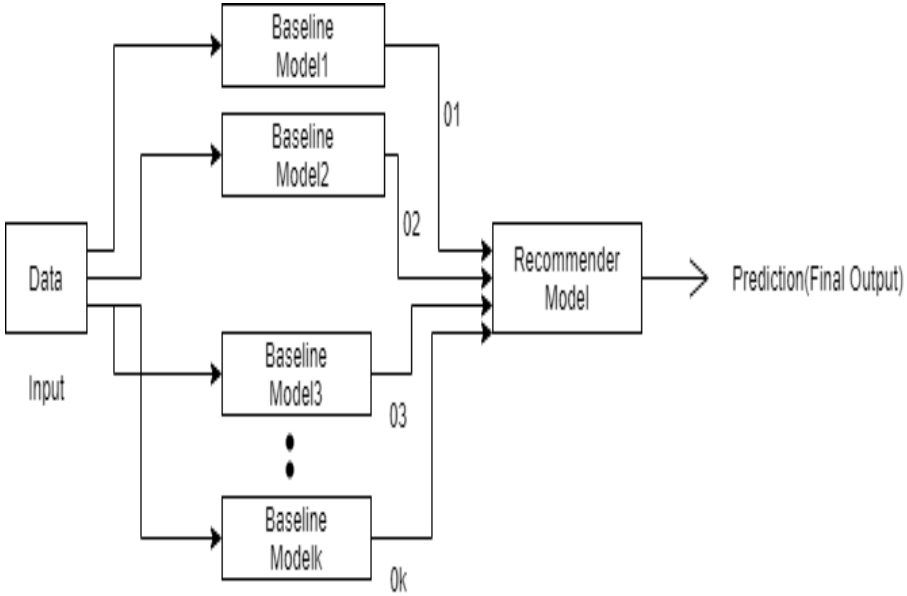 Baseline
Model1
01
Baseline
Model2
02
Data
Input
Recommender
Model
Prediction(Final Output)
Baseline
Model3
03
Baseline
Modelk
0k